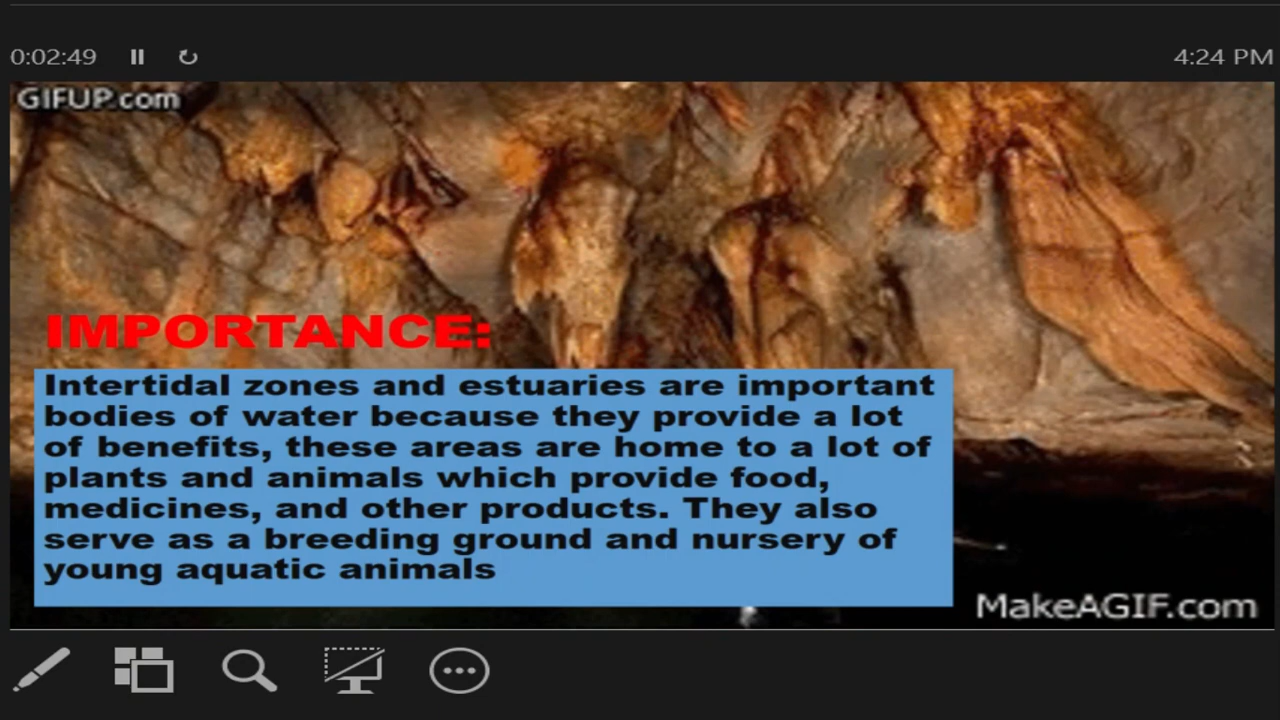 0:02:49
4:24 PM
GIFUP.com
IMPORTANCE:
Intertidal zones and estuaries are important
bodies of water because they provide a lot
of benefits, these areas are home to a lot of
plants and animals which provide food,
medicines, and other products. They also
serve as a breeding ground and nursery of
young aquatic animals
MakeAGIF.com